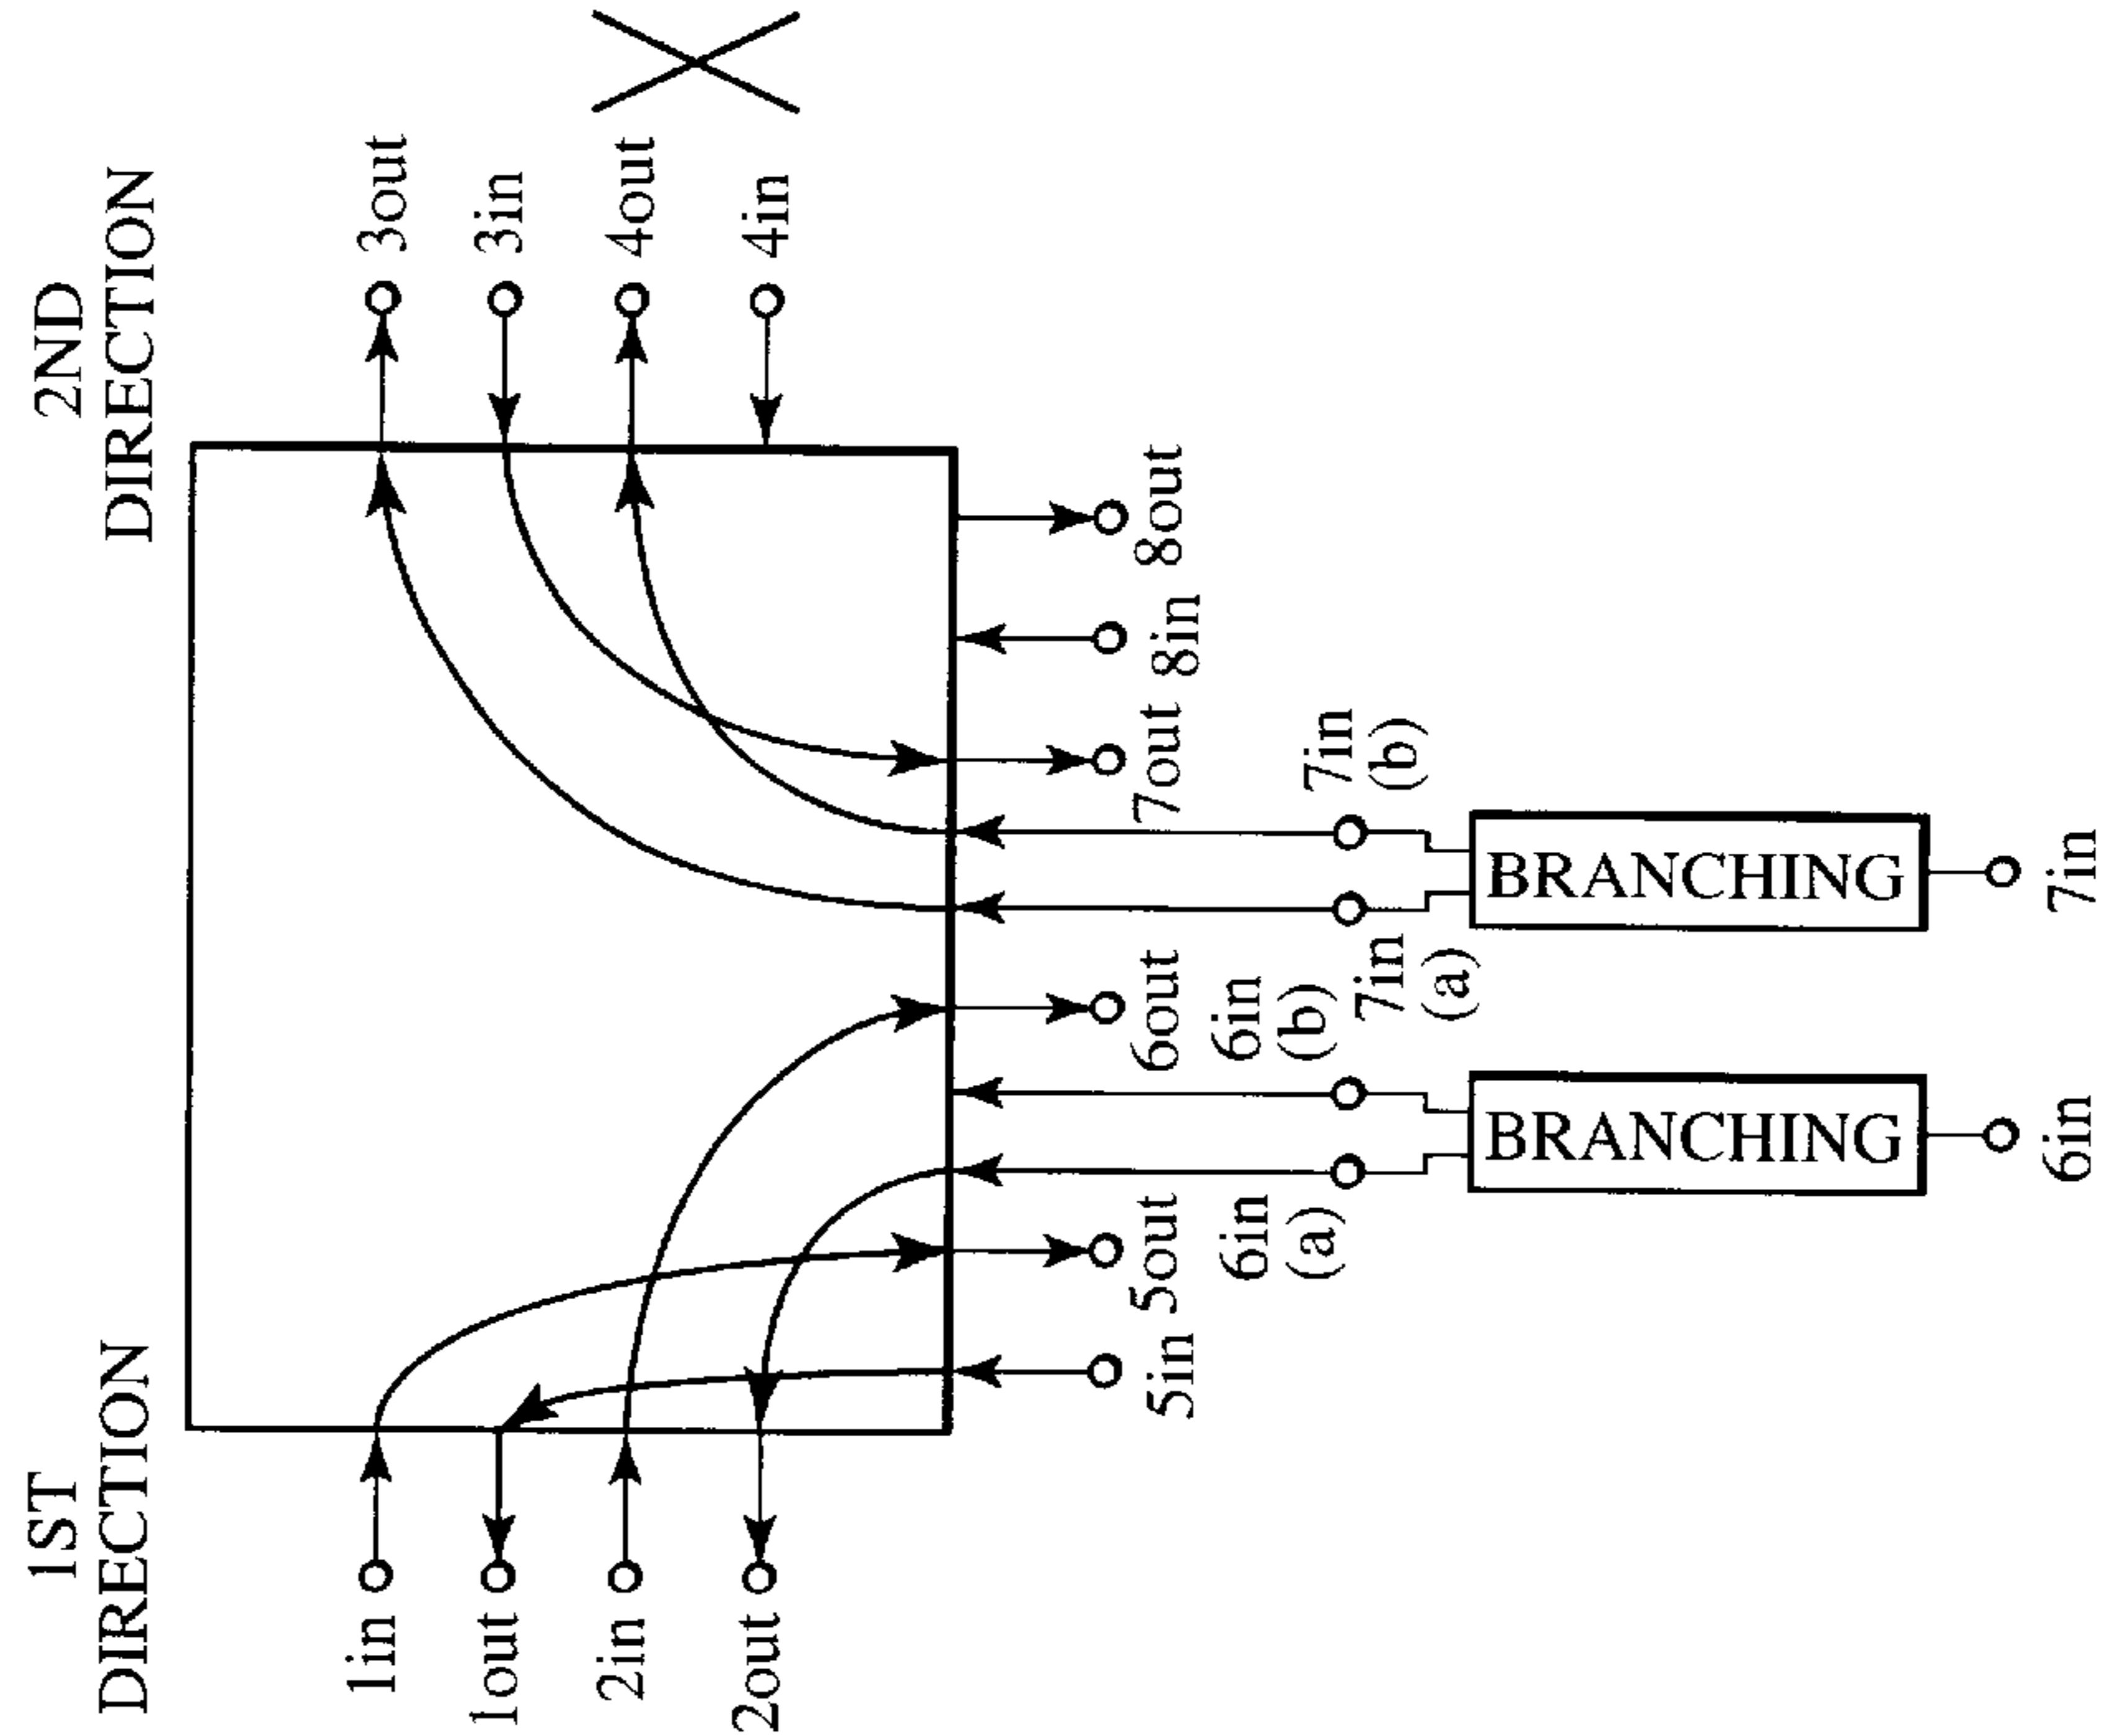 1ST
DIRECTION
2ND
DIRECTION
1in
1out
2in
2out
3out
3in
4out
4in
5in
5out
6in
(a)
6in
(b)
6out
7in
(a)
7in
(b)
7out
8in
8out
BRANCHING
BRANCHING
6in
7in